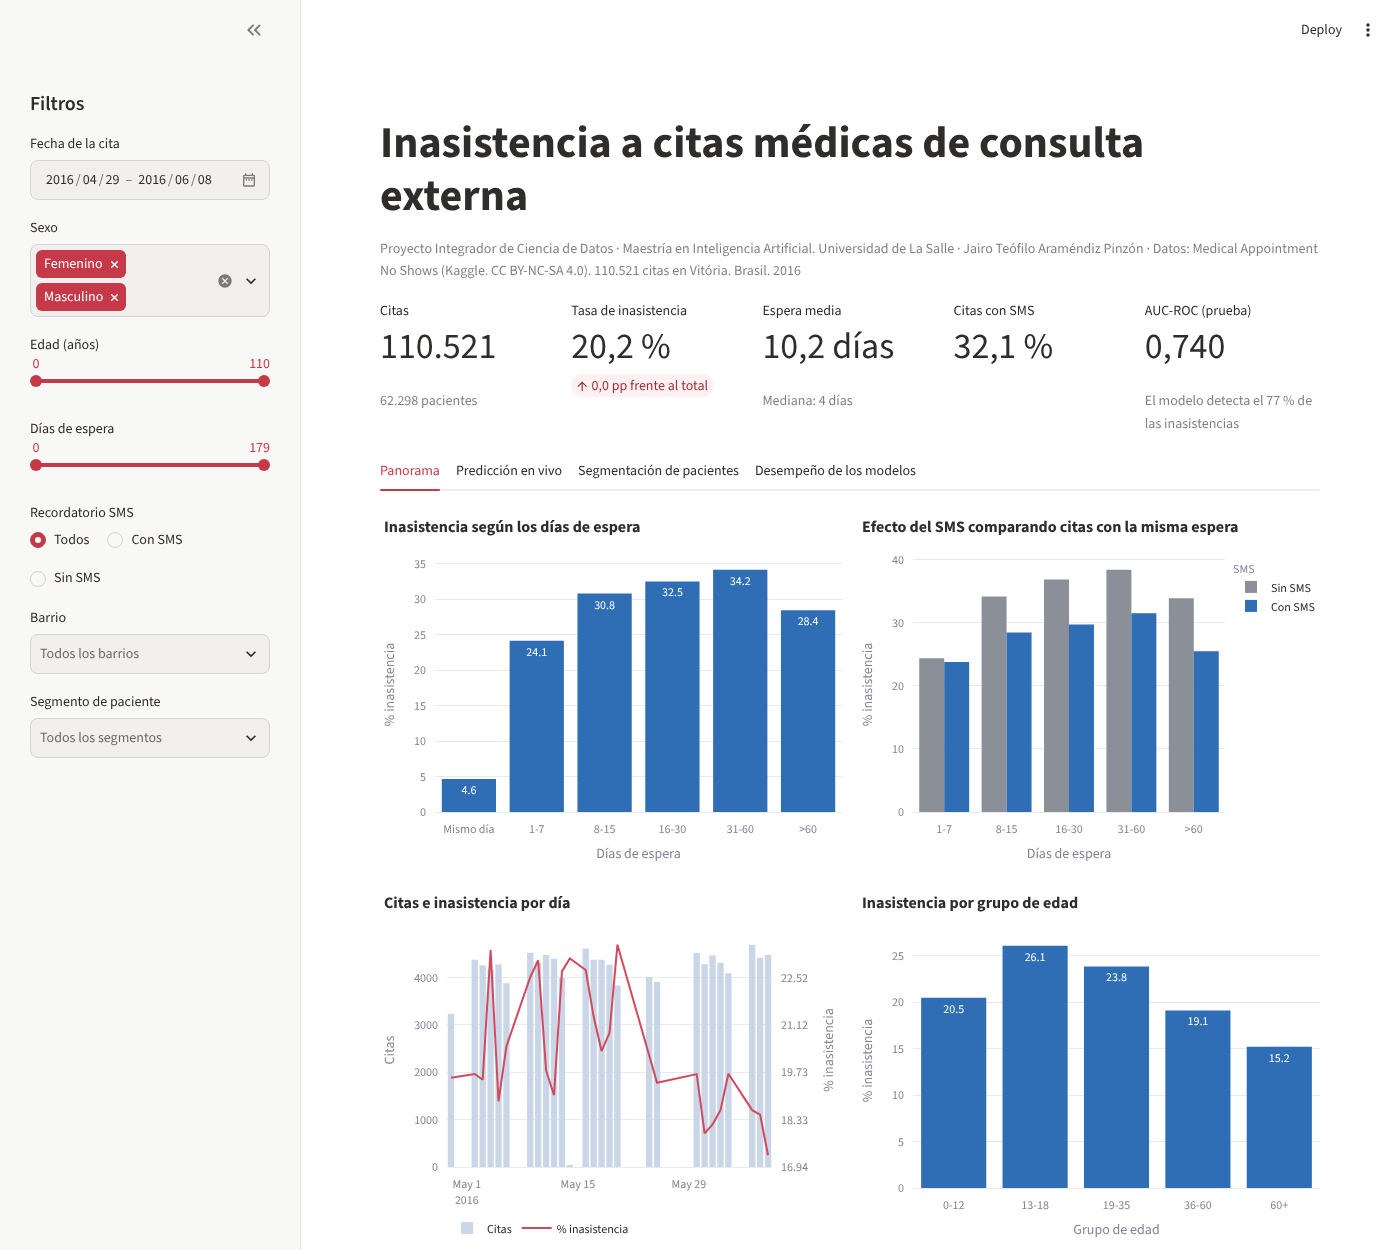 Deploy
Filtros
Fecha de la cita
2016 / 04 / 29 – 2016 / 06 / 08
Sexo
Femenino ×
Masculino ×
Edad (años)
0 110
Días de espera
0 179
Recordatorio SMS
Todos Con SMS
Sin SMS
Barrio
Todos los barrios
Segmento de paciente
Todos los segmentos
Inasistencia a citas médicas de consulta
externa
Proyecto Integrador de Ciencia de Datos · Maestría en Inteligencia Artificial. Universidad de La Salle · Jairo Teófilo Araméndiz Pinzón · Datos: Medical Appointment
No Shows (Kaggle. CC BY-NC-SA 4.0). 110.521 citas en Vitória. Brasil. 2016
Citas
110.521
62.298 pacientes
Tasa de inasistencia
20,2 %
↑ 0,0 pp frente al total
Espera media
10,2 días
Mediana: 4 días
Citas con SMS
32,1 %
AUC-ROC (prueba)
0,740
El modelo detecta el 77 % de
las inasistencias
Panorama Predicción en vivo Segmentación de pacientes Desempeño de los modelos
Inasistencia según los días de espera
% inasistencia
35
30
25
20
15
10
5
0
4.6
24.1
30.8
32.5
34.2
28.4
Mismo día 1-7 8-15 16-30 31-60 >60
Días de espera
Efecto del SMS comparando citas con la misma espera
% inasistencia
40
30
20
10
0
1-7 8-15 16-30 31-60 >60
Días de espera
SMS
Sin SMS
Con SMS
Citas e inasistencia por día
Citas
4000
3000
2000
1000
0
22,52
21,12
19.73
18.33
16.94
% inasistencia
May 1 May 15 May 29
2016
Citas % inasistencia
Inasistencia por grupo de edad
% inasistencia
25
20
15
10
5
0
20.5
26.1
23.8
19.1
15.2
0-12 13-18 19-35 36-60 60+
Grupo de edad